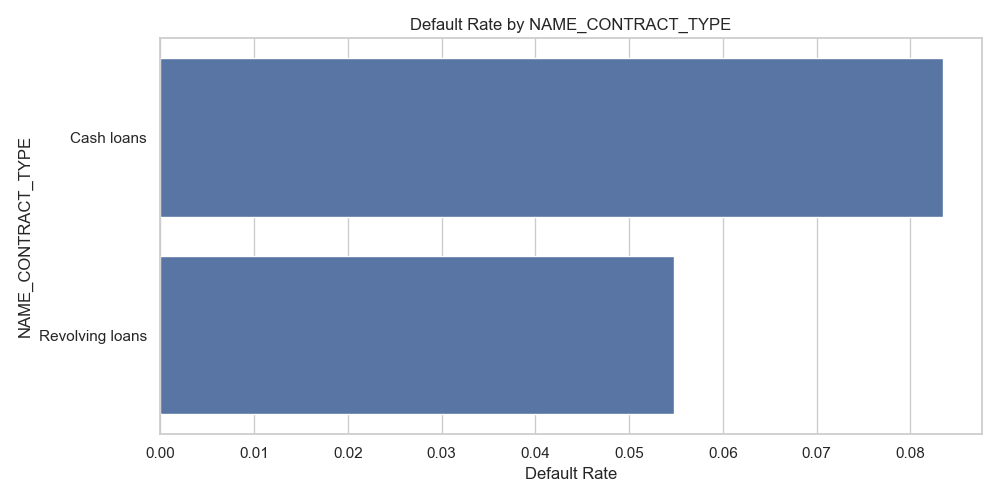 Default Rate by NAME_CONTRACT_TYPE
NAME_CONTRACT_TYPE
Cash loans
Revolving loans
0.00 0.01 0.02 0.03 0.04 0.05 0.06 0.07 0.08
Default Rate